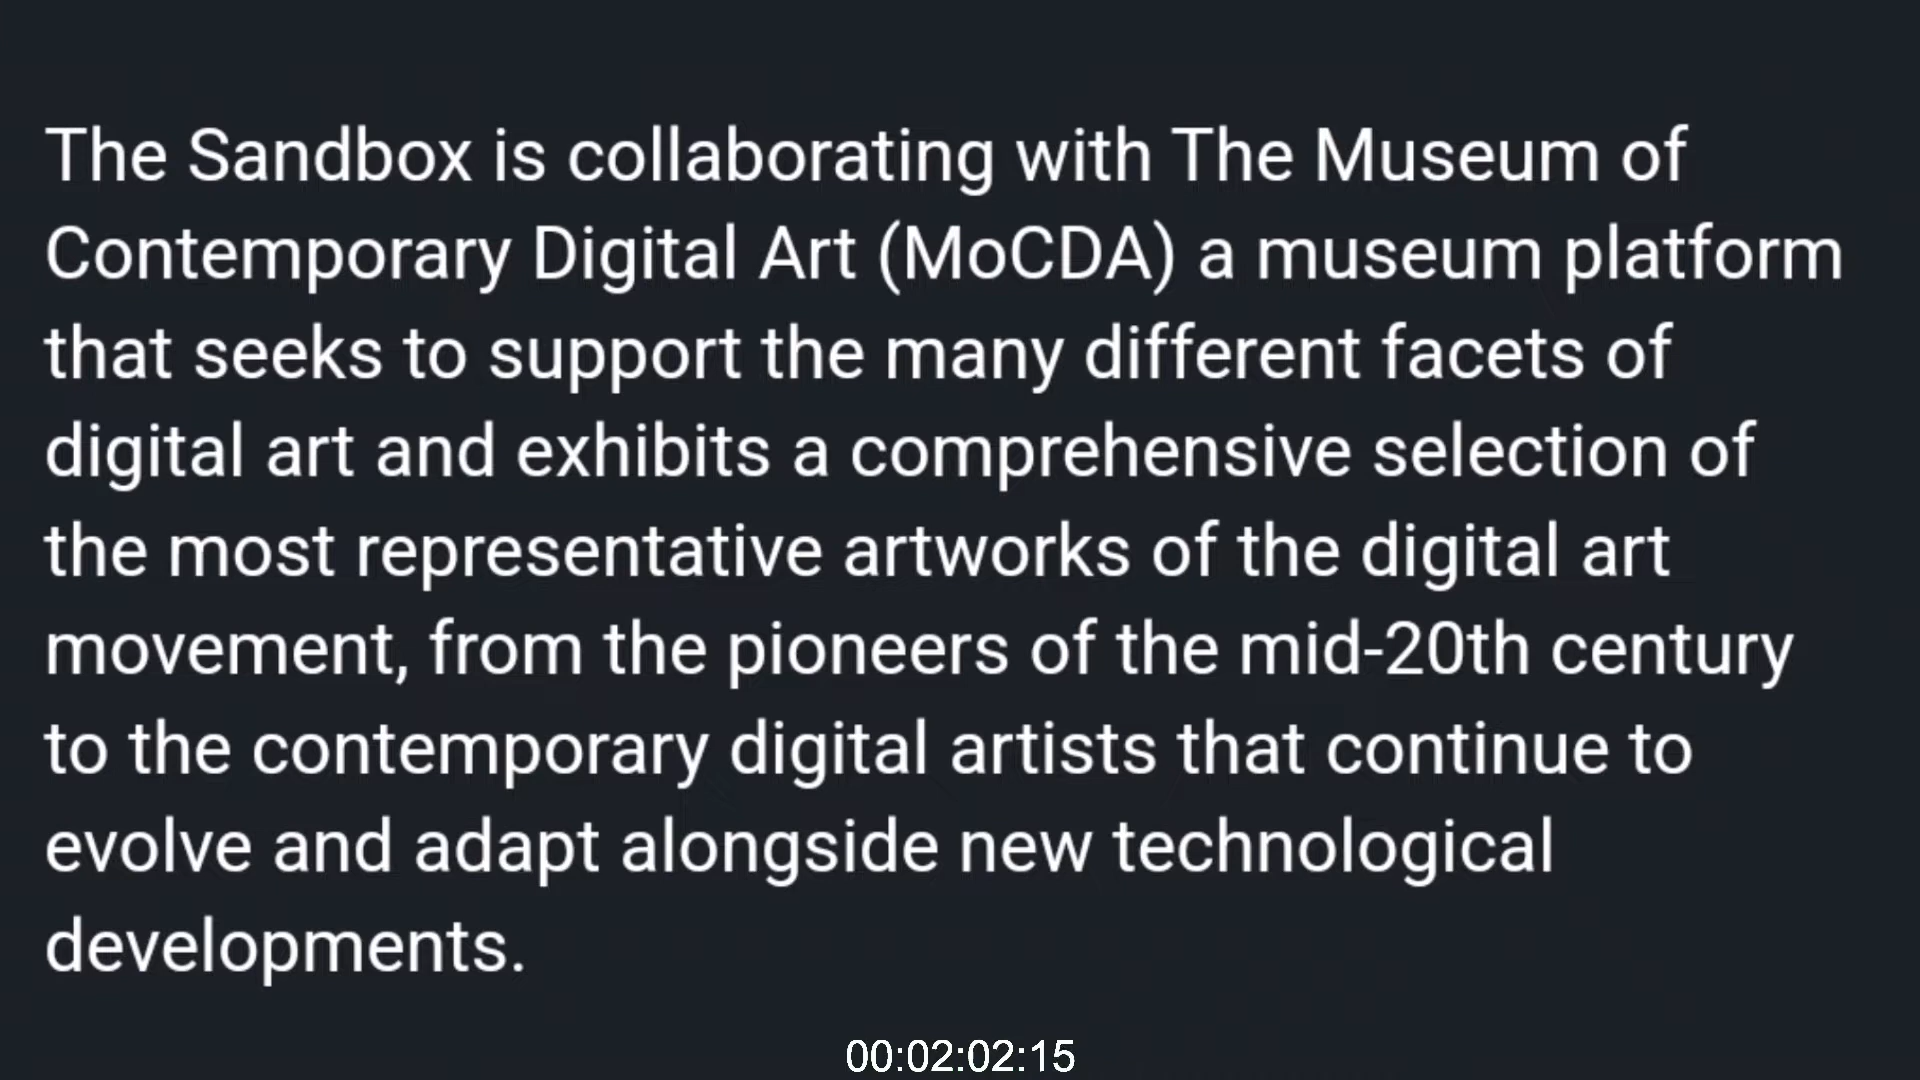 The Sandbox is collaborating with The Museum of
Contemporary Digital Art (MoCDA) a museum platform
that seeks to support the many different facets of
digital art and exhibits a comprehensive selection of
the most representative artworks of the digital art
movement, from the pioneers of the mid-20th century
to the contemporary digital artists that continue to
evolve and adapt alongside new technological
developments.
00:02:02:15